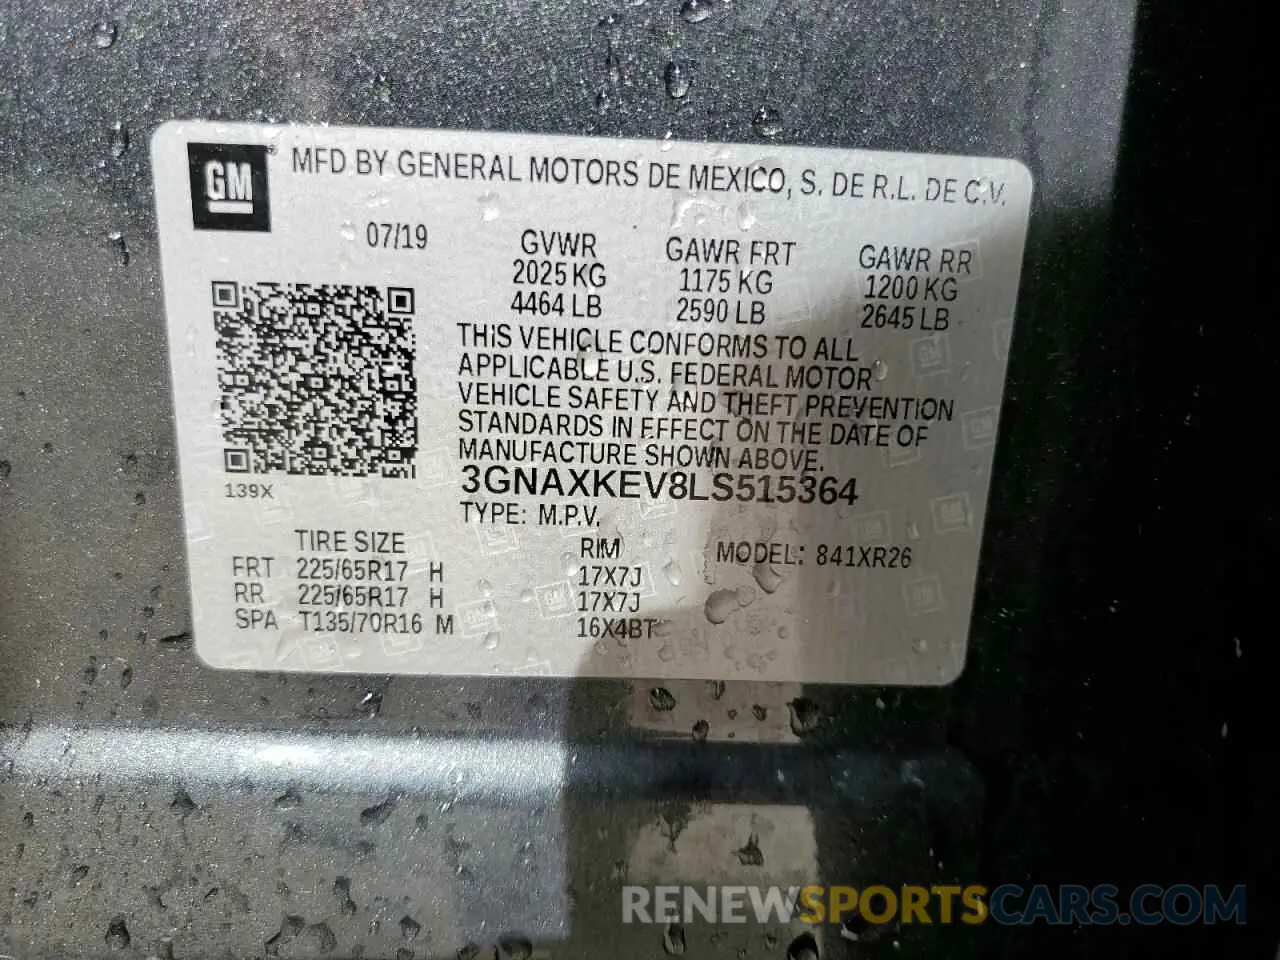 GM ® MFD BY GENERAL MOTORS DE MEXICO, S. DE R.L. DE C.V.
07/19
GVWR GAWR FRT GAWR RR
2025 KG 1175 KG 1200 KG
4464 LB 2590 LB 2645 LB
THIS VEHICLE CONFORMS TO ALL
APPLICABLE U.S. FEDERAL MOTOR
VEHICLE SAFETY AND THEFT PREVENTION
STANDARDS IN EFFECT ON THE DATE OF
MANUFACTURE SHOWN ABOVE.
139X
3GNAXKEV8LS515364
TYPE: M.P.V.
TIRE SIZE RIM MODEL: 841XR26
FRT 225/65R17 H 17X7J
RR 225/65R17 H 17X7J
SPA T135/70R16 M 16X4BT
RENEWSPORTSCARS.COM